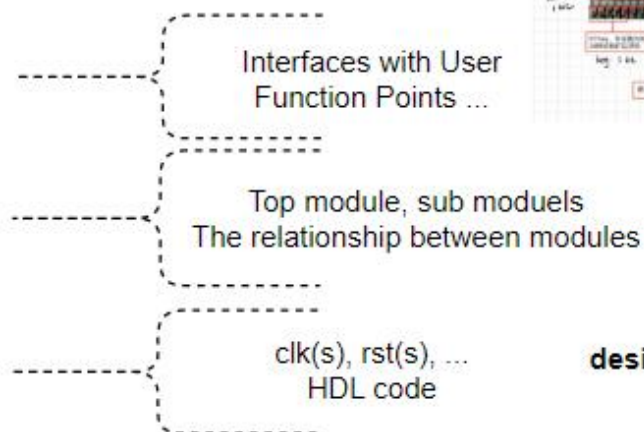 Interfaces with User
Function Points ...
Top module, sub moduels
The relationship between modules
clk(s), rst(s), ...
HDL code
desi